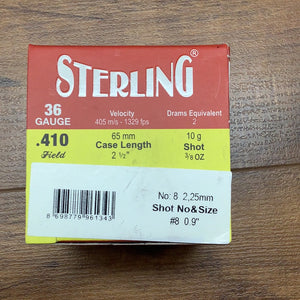 STERLING
36
GAUGE
Velocity
405 m/s - 1329 fps
Drams Equivalent
2
.410
Field
65 mm
Case Length
2 ½"
10 g
Shot
3/8 OZ
No: 8 2,25mm
Shot No&Size
#8 0.9"
8 698779 961343